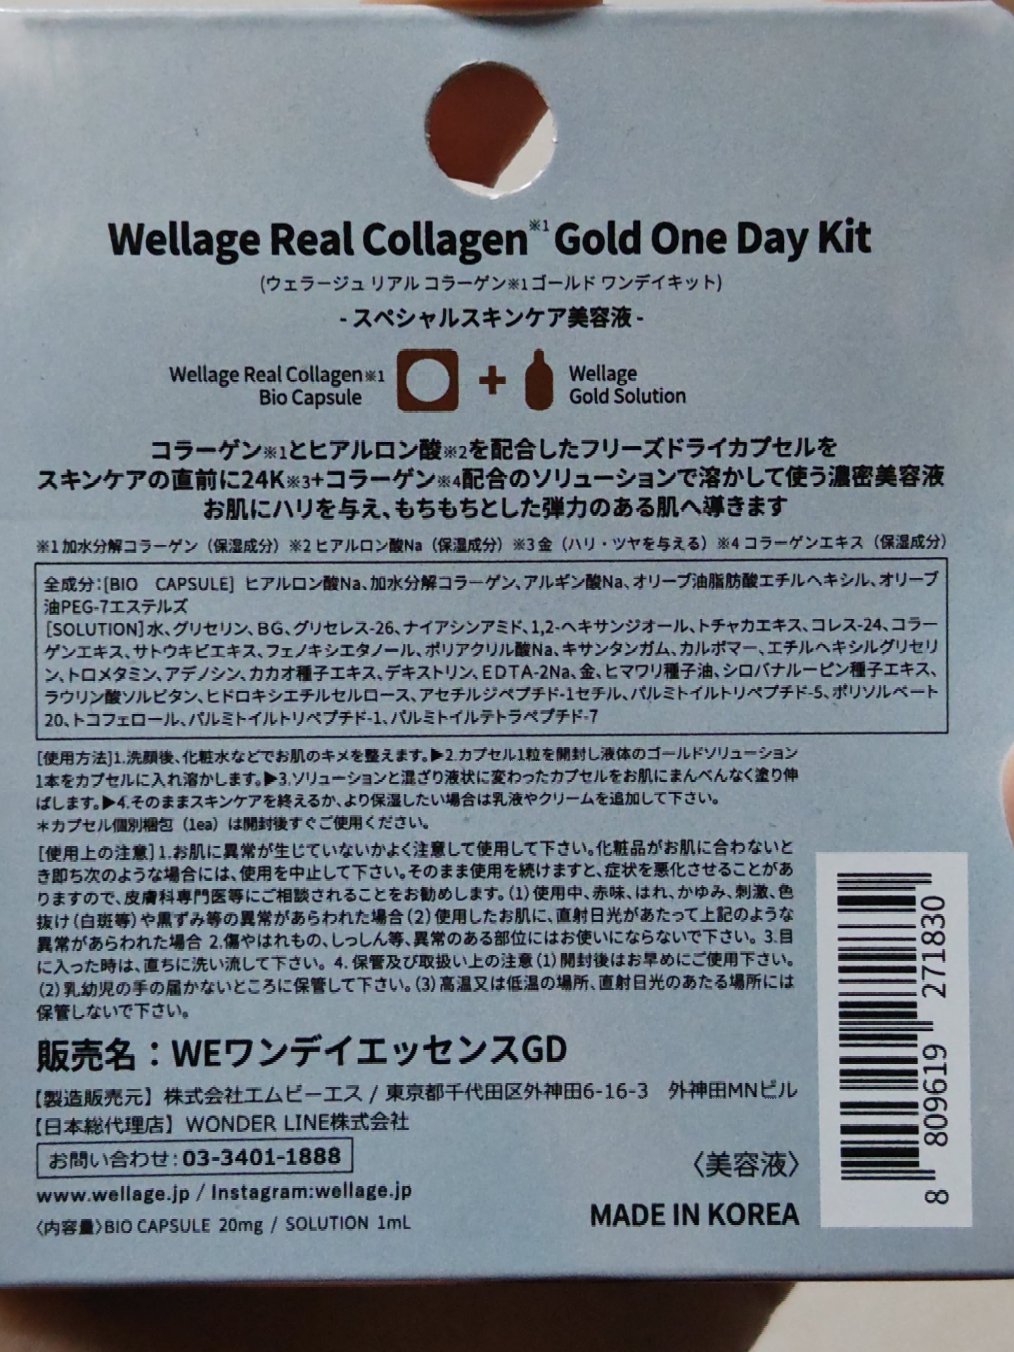 Wellage Real Collagen※1 Gold One Day Kit
(ウェラージュ リアル コラーゲン※1ゴールド ワンデイキット)
- スペシャルスキンケア美容液 -
Wellage Real Collagen※1
Bio Capsule
+
Wellage
Gold Solution
コラーゲン※1とヒアルロン酸※2を配合したフリーズドライカプセルを
スキンケアの直前に24K※3+コラーゲン※4配合のソリューションで溶かして使う濃密美容液
お肌にハリを与え、もちもちとした弾力のある肌へ導きます
※1加水分解コラーゲン（保湿成分）※2 ヒアルロン酸Na（保湿成分）※3 金（ハリ・ツヤを与える）※4 コラーゲンエキス（保湿成分）
全成分:[BIO CAPSULE] ヒアルロン酸Na、加水分解コラーゲン、アルギン酸Na、オリーブ油脂肪酸エチルヘキシル、オリーブ
油PEG-7エステルズ
[SOLUTION]水、グリセリン、BG、グリセレス-26、ナイアシンアミド、1,2-ヘキサンジオール、トチャカエキス、コレス-24、コラー
ゲンエキス、サトウキビエキス、フェノキシエタノール、ポリアクリル酸Na、キサンタンガム、カルボマー、エチルヘキシルグリセリ
ン、トロメタミン、アデノシン、カカオ種子エキス、デキストリン、EDTA-2Na、金、ヒマワリ種子油、シロバナルーピン種子エキス、
ラウリン酸ソルビタン、ヒドロキシエチルセルロース、アセチルジペプチド-1セチル、パルミトイルトリペプチド-5、ポリソルベート
20、トコフェロール、パルミトイルトリペプチド-1、パルミトイルテトラペプチド-7
[使用方法]1.洗顔後、化粧水などでお肌のキメを整えます。▶2.カプセル1粒を開封し液体のゴールドソリューション
1本をカプセルに入れ溶かします。▶3.ソリューションと混ざり液状に変わったカプセルをお肌にまんべんなく塗り伸
ばします。▶4.そのままスキンケアを終えるか、より保湿したい場合は乳液やクリームを追加して下さい。
＊カプセル個別梱包（1ea）は開封後すぐご使用ください。
[使用上の注意]1.お肌に異常が生じていないかよく注意して使用して下さい。化粧品がお肌に合わないと
き即ち次のような場合には、使用を中止して下さい。そのまま使用を続けますと、症状を悪化させることがあ
りますので、皮膚科専門医等にご相談されることをお勧めします。(1)使用中、赤味、はれ、かゆみ、刺激、色
抜け(白斑等)や黒ずみ等の異常があらわれた場合(2)使用したお肌に、直射日光があたって上記のような
異常があらわれた場合 2.傷やはれもの、しっしん等、異常のある部位にはお使いにならないで下さい。 3.目
に入った時は、直ちに洗い流して下さい。 4. 保管及び取扱い上の注意(1)開封後はお早めにご使用下さい。
(2)乳幼児の手の届かないところに保管して下さい。(3)高温又は低温の場所、直射日光のあたる場所には
保管しないで下さい。
販売名：WEワンデイエッセンスGD
【製造販売元】株式会社エムビーエス / 東京都千代田区外神田6-16-3 外神田MNビル
【日本総代理店】WONDER LINE株式会社
お問い合わせ:03-3401-1888
www.wellage.jp / Instagram:wellage.jp
〈内容量〉BIO CAPSULE 20mg / SOLUTION 1mL
〈美容液〉
MADE IN KOREA
8 809619 271830